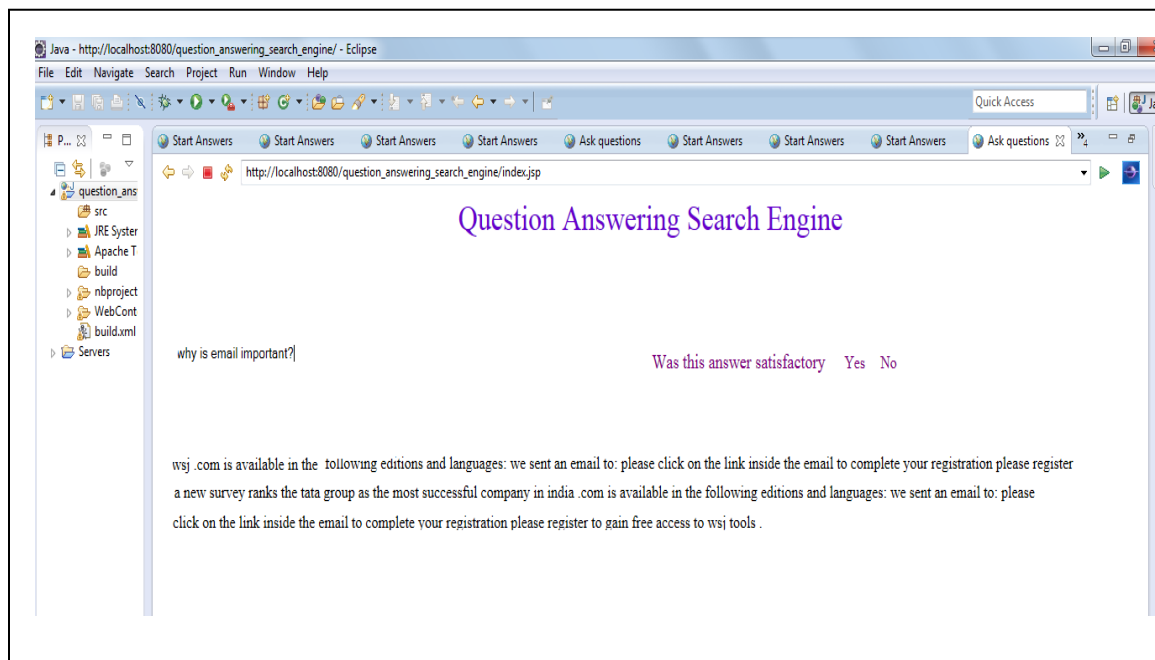 Java - http://localhost:8080/question_answering_search_engine/ - Eclipse
File Edit Navigate Search Project Run Window Help
Quick Access
Ja
P...
Start Answers Start Answers Start Answers Start Answers Ask questions Start Answers Start Answers Start Answers Ask questions »4
http://localhost:8080/question_answering_search_engine/index.jsp
question_ans
src
JRE Syster
Apache T
build
nbproject
WebCont
build.xml
Servers
Question Answering Search Engine
why is email important?
Was this answer satisfactory Yes No
wsj .com is available in the following editions and languages: we sent an email to: please click on the link inside the email to complete your registration please register
a new survey ranks the tata group as the most successful company in india .com is available in the following editions and languages: we sent an email to: please
click on the link inside the email to complete your registration please register to gain free access to wsj tools .